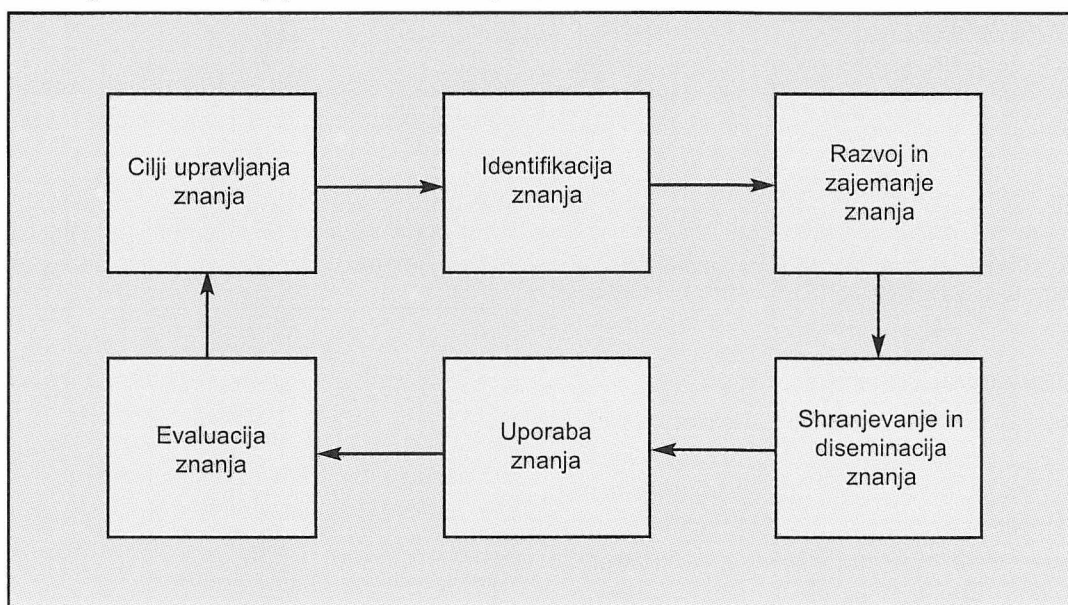 Cilji upravljanja
znanja
Identifikacija
znanja
Razvoj in
zajemanje
znanja
Evaluacija
znanja
Uporaba
znanja
Shranjevanje in
diseminacija
znanja